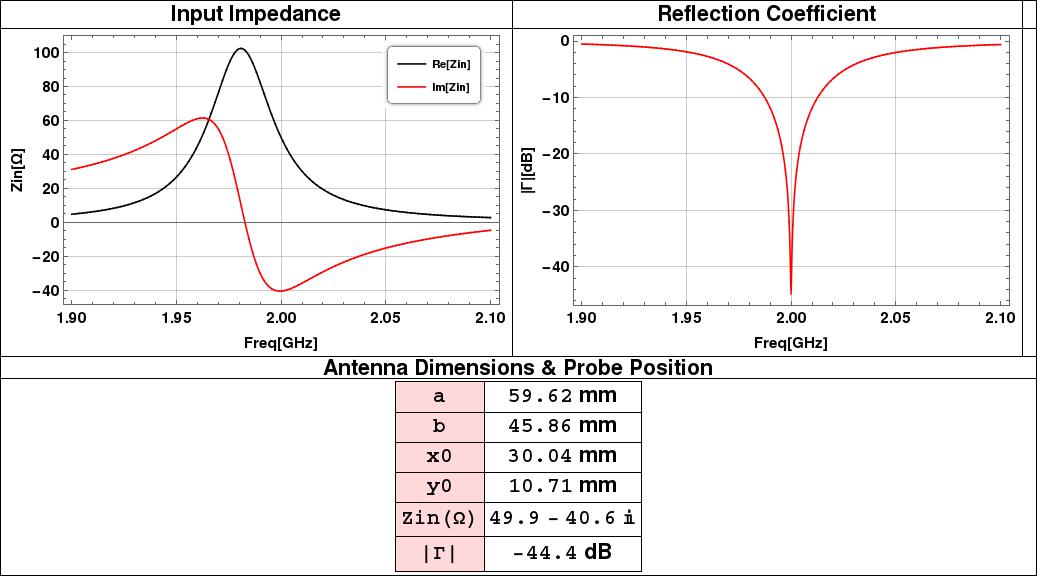 Input Impedance
Reflection Coefficient
100
80
60
40
20
0
−20
−40
Zin[Ω]
Re[Zin]
Im[Zin]
1.90 1.95 2.00 2.05 2.10
Freq[GHz]
0
−10
−20
−30
−40
|Γ|[dB]
1.90 1.95 2.00 2.05 2.10
Freq[GHz]
Antenna Dimensions & Probe Position
a 59.62 mm
b 45.86 mm
x0 30.04 mm
y0 10.71 mm
Zin(Ω) 49.9 − 40.6 i
|Γ| −44.4 dB